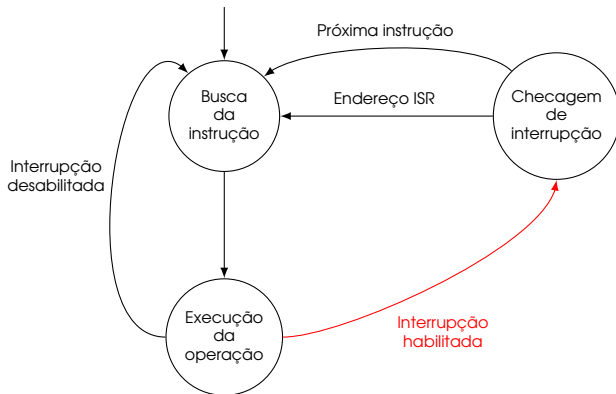 Próxima instrução
Busca
da
instrução
Endereço ISR
Checagem
de
interrupção
Interrupção
desabilitada
Execução
da
operação
Interrupção
habilitada